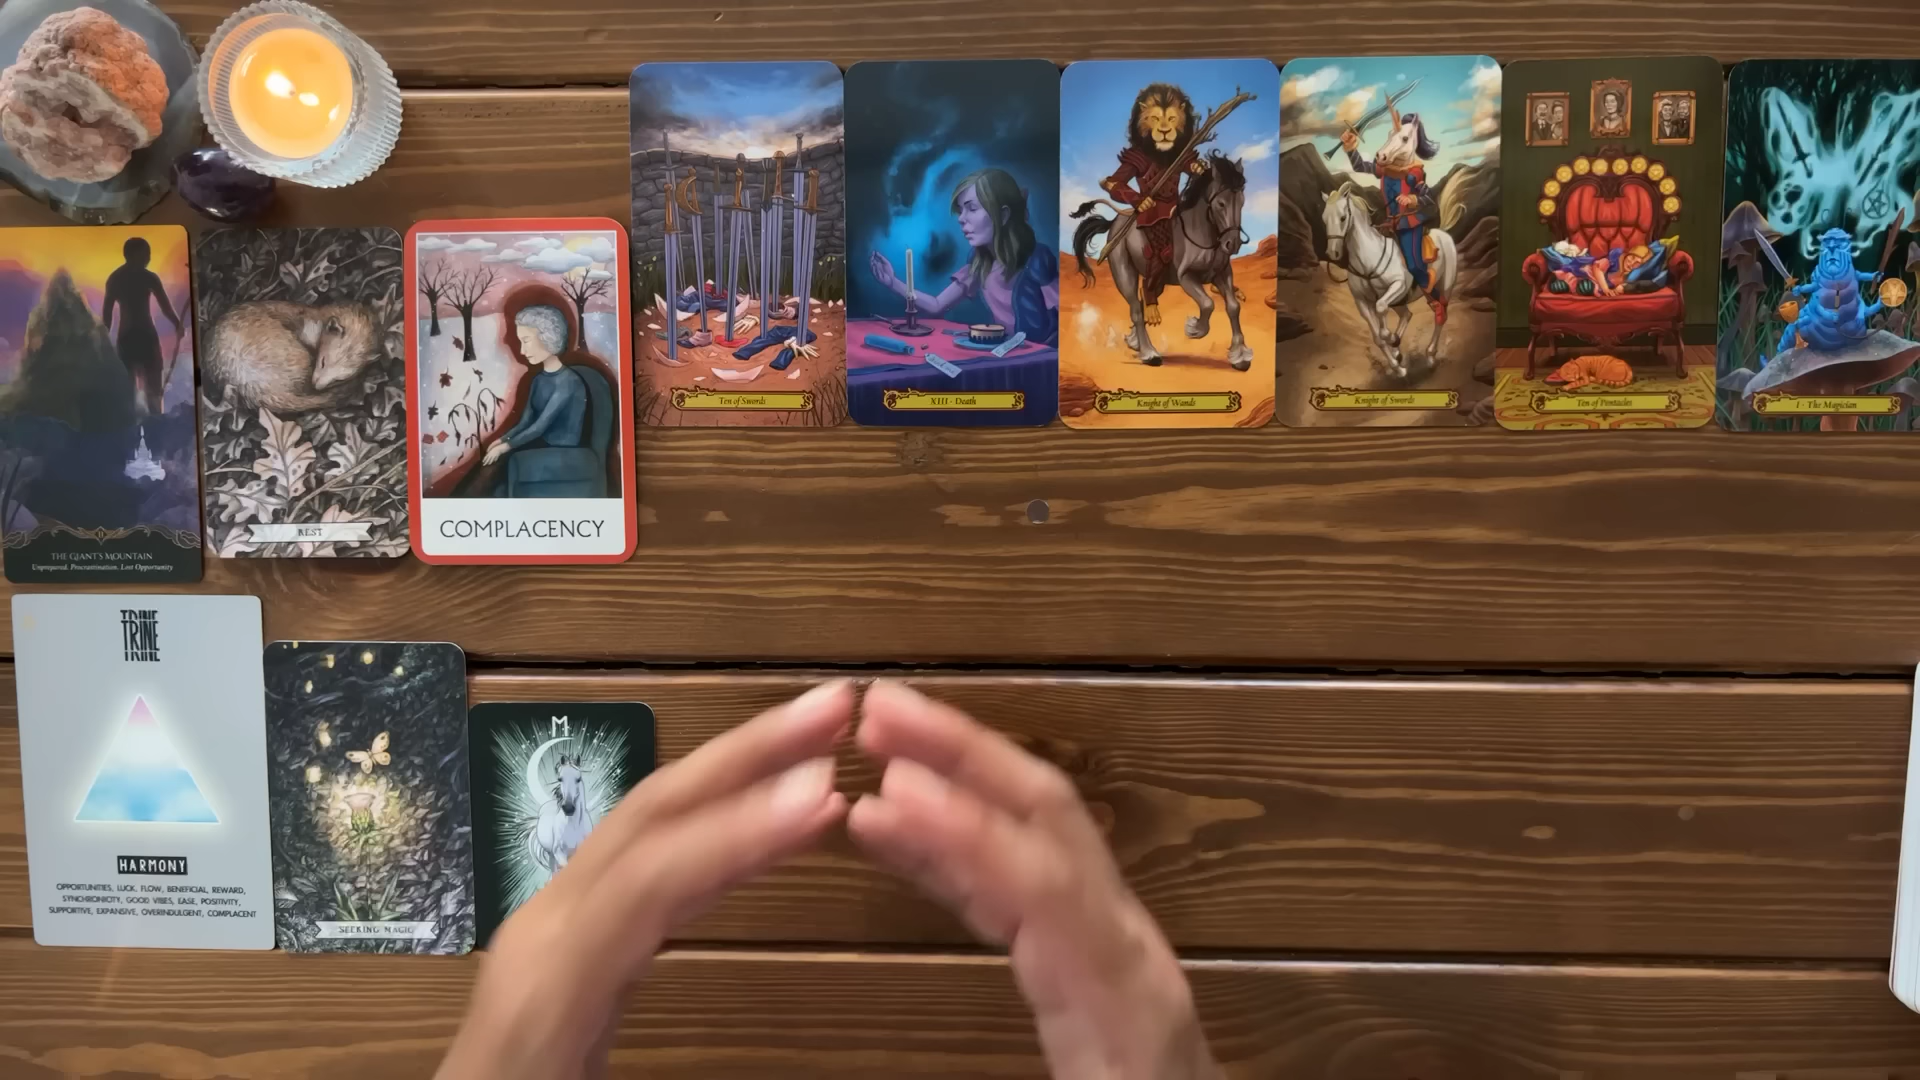 Ten of Swords
XIII - Death
Knight of Wands
Knight of Swords
Ten of Pentacles
I - The Magician
II
THE GIANT'S MOUNTAIN
Unprepared. Procrastination. Lost Opportunity
REST
COMPLACENCY
TRINE
HARMONY
OPPORTUNITIES, LUCK, FLOW, BENEFICIAL, REWARD,
SYNCHRONICITY, GOOD VIBES, EASE, POSITIVITY,
SUPPORTIVE, EXPANSIVE, OVERINDULGENT, COMPLACENT
SEEKING MAGIC